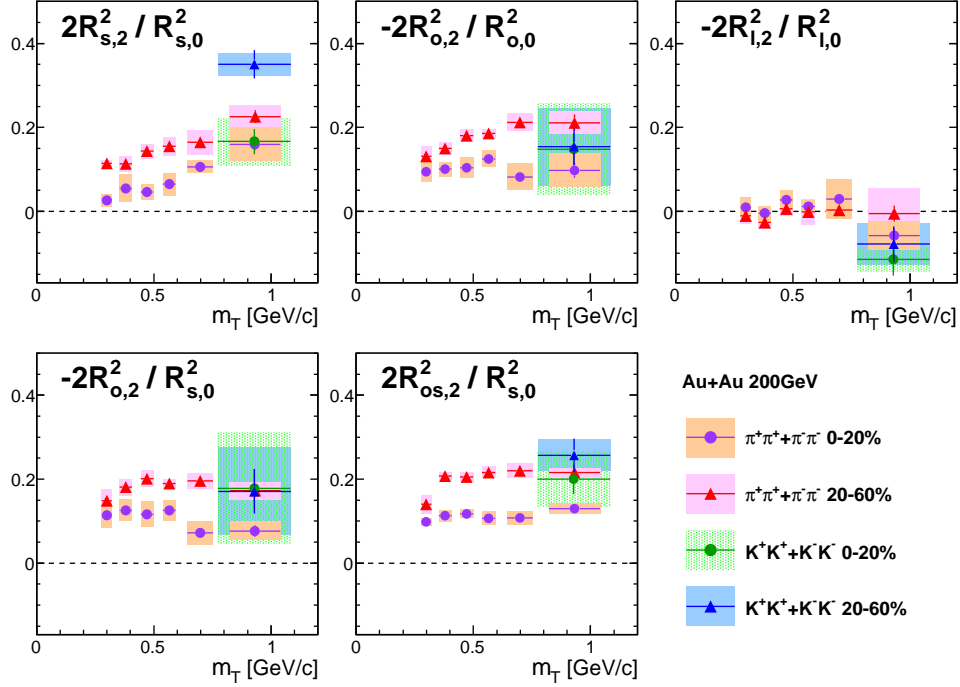 2R²s,2 / R²s,0
-2R²o,2 / R²o,0
-2R²l,2 / R²l,0
0.4
0.2
0
0 0.5 1
mT [GeV/c]
0.4
0.2
0
0 0.5 1
mT [GeV/c]
0.4
0.2
0
0 0.5 1
mT [GeV/c]
-2R²o,2 / R²s,0
2R²os,2 / R²s,0
0.4
0.2
0
0 0.5 1
mT [GeV/c]
0.4
0.2
0
0 0.5 1
mT [GeV/c]
Au+Au 200GeV
π⁺π⁺+π⁻π⁻ 0-20%
π⁺π⁺+π⁻π⁻ 20-60%
K⁺K⁺+K⁻K⁻ 0-20%
K⁺K⁺+K⁻K⁻ 20-60%